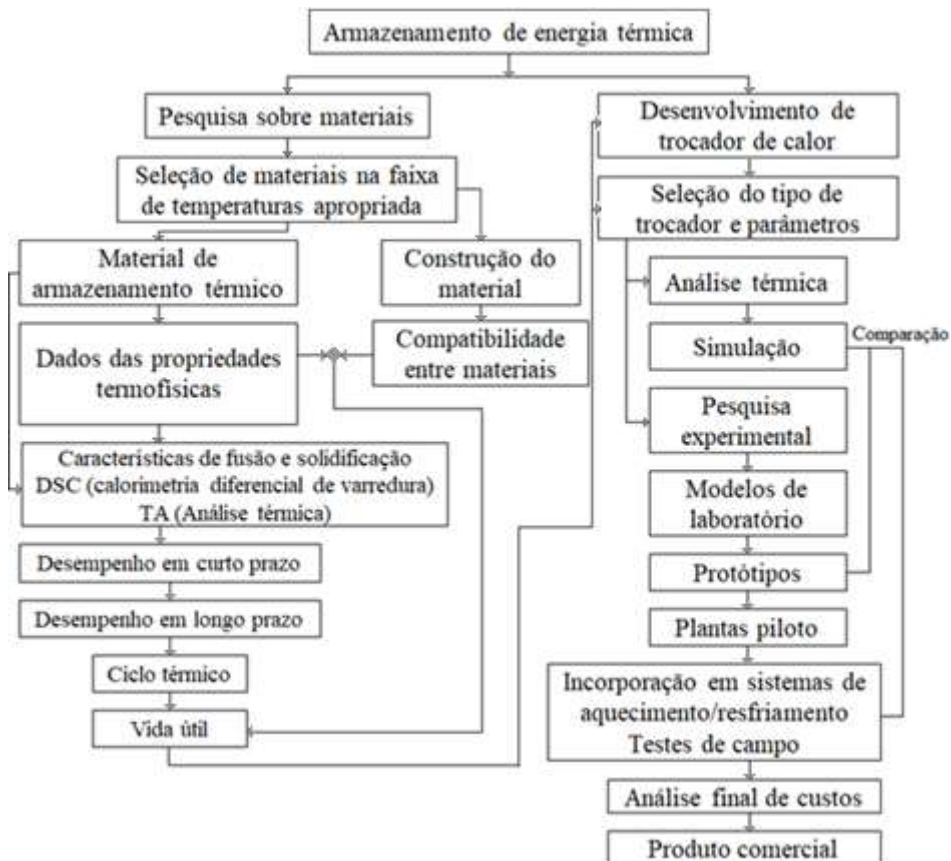 Armazenamento de energia térmica
Pesquisa sobre materiais
Seleção de materiais na faixa
de temperaturas apropriada
Material de
armazenamento térmico
Construção do
material
Dados das propriedades
termofísicas
Compatibilidade
entre materiais
Características de fusão e solidificação
DSC (calorimetria diferencial de varredura)
TA (Análise térmica)
Desempenho em curto prazo
Desempenho em longo prazo
Ciclo térmico
Vida útil
Desenvolvimento de
trocador de calor
Seleção do tipo de
trocador e parâmetros
Análise térmica
Simulação
Comparação
Pesquisa
experimental
Modelos de
laboratório
Protótipos
Plantas piloto
Incorporação em sistemas de
aquecimento/resfriamento
Testes de campo
Análise final de custos
Produto comercial